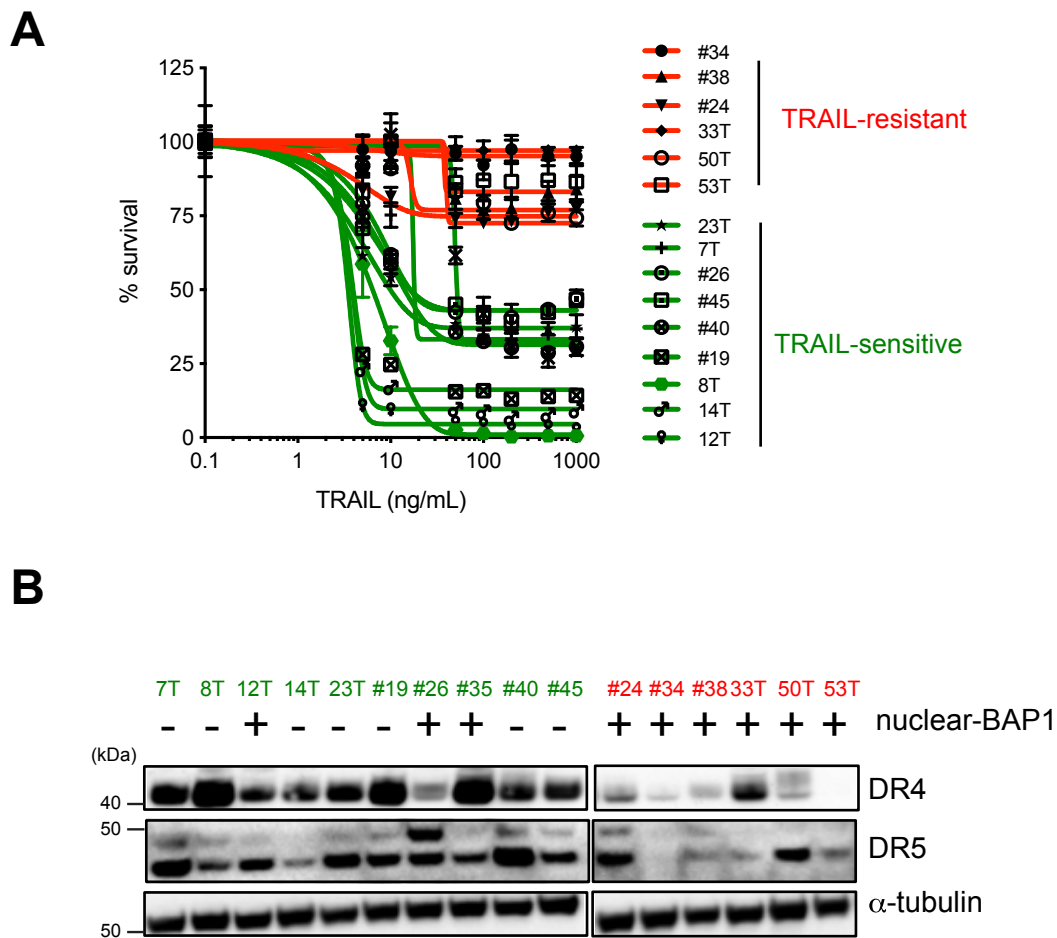 A
125
100
75
50
25
0
% survival
0.1 1 10 100 1000
TRAIL (ng/mL)
#34
#38
#24
33T
50T
53T
TRAIL-resistant
23T
7T
#26
#45
#40
#19
8T
14T
12T
TRAIL-sensitive
B
7T 8T 12T 14T 23T #19 #26 #35 #40 #45 #24 #34 #38 33T 50T 53T
- - + - - - + + - - + + + + + + nuclear-BAP1
(kDa)
40 DR4
50 DR5
50 α-tubulin